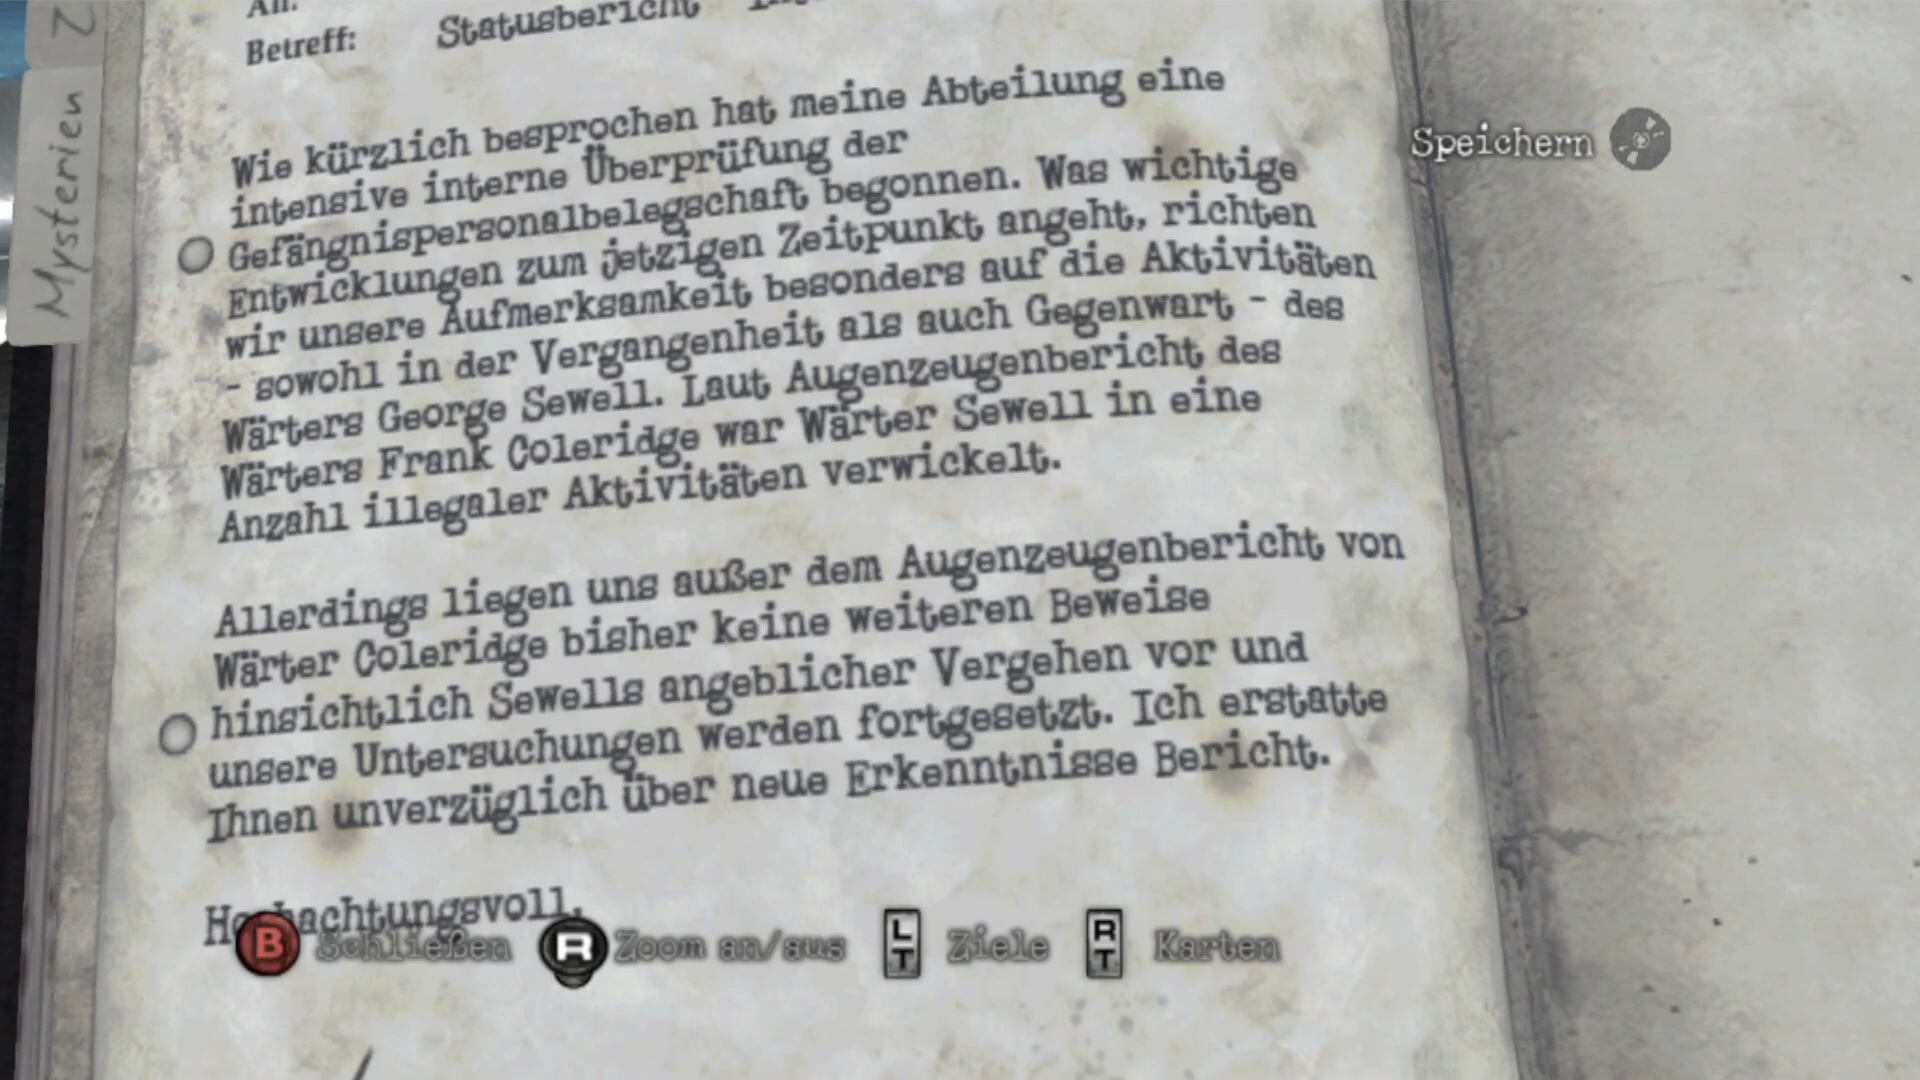 An:
Betreff: Statusbericht
Mysterien
Wie kürzlich besprochen hat meine Abteilung eine
intensive interne Überprüfung der
Gefängnispersonalbelegschaft begonnen. Was wichtige
Entwicklungen zum jetzigen Zeitpunkt angeht, richten
wir unsere Aufmerksamkeit besonders auf die Aktivitäten
- sowohl in der Vergangenheit als auch Gegenwart - des
Wärters George Sewell. Laut Augenzeugenbericht des
Wärters Frank Coleridge war Wärter Sewell in eine
Anzahl illegaler Aktivitäten verwickelt.
Allerdings liegen uns außer dem Augenzeugenbericht von
Wärter Coleridge bisher keine weiteren Beweise
hinsichtlich Sewells angeblicher Vergehen vor und
unsere Untersuchungen werden fortgesetzt. Ich erstatte
Ihnen unverzüglich über neue Erkenntnisse Bericht.
Hochachtungsvoll,
Speichern
B Schließen R Zoom an/aus LT Ziele RT Karten